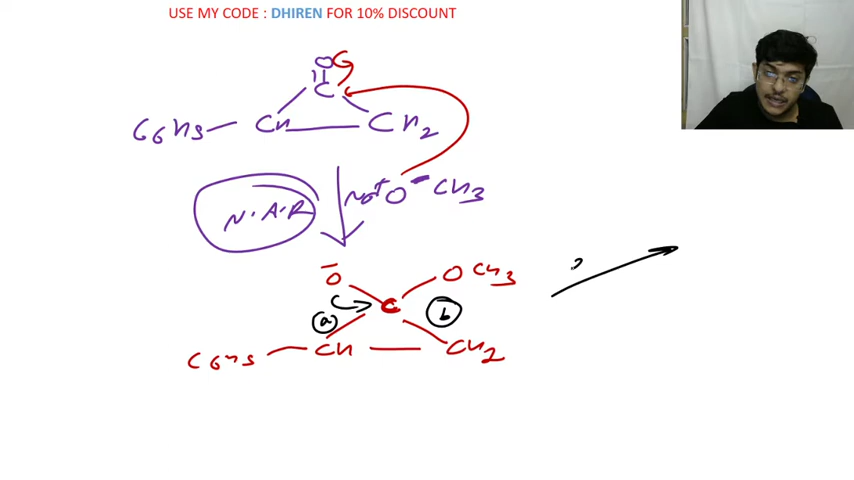 USE MY CODE : DHIREN FOR 10% DISCOUNT
O
C
C6H5 CH CH2
N.A.R Na+ O- CH3
-
O OCH3
C
a b
C6H5 CH CH2